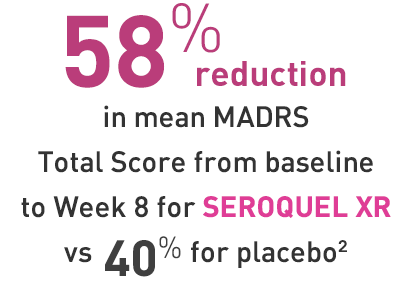 58% reduction
in mean MADRS
Total Score from baseline
to Week 8 for SEROQUEL XR
vs 40% for placebo²